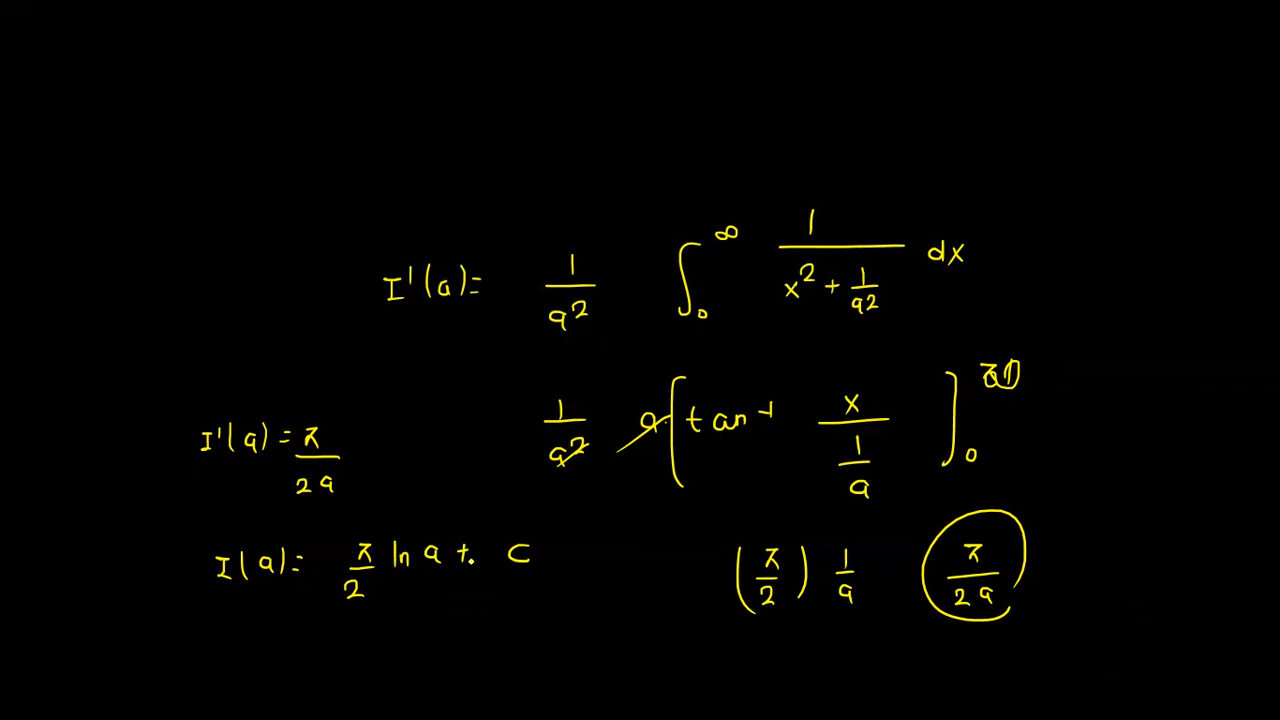 I'(a) = 1/a² ∫₀^∞ 1/(x² + 1/a²) dx
1/a² a [tan⁻¹ x/(1/a)]₀
I'(a) = π/2a
I(a) = π/2 ln a + C
(π/2) 1/a π/2a